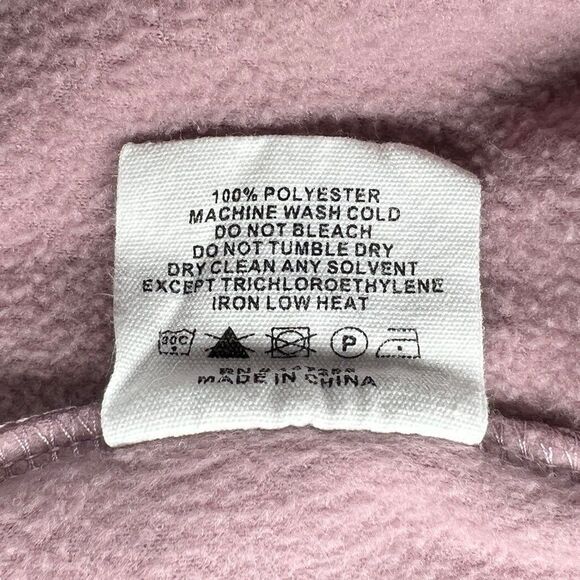 100% POLYESTER
MACHINE WASH COLD
DO NOT BLEACH
DO NOT TUMBLE DRY
DRY CLEAN ANY SOLVENT
EXCEPT TRICHLOROETHYLENE
IRON LOW HEAT
30C P
MADE IN CHINA